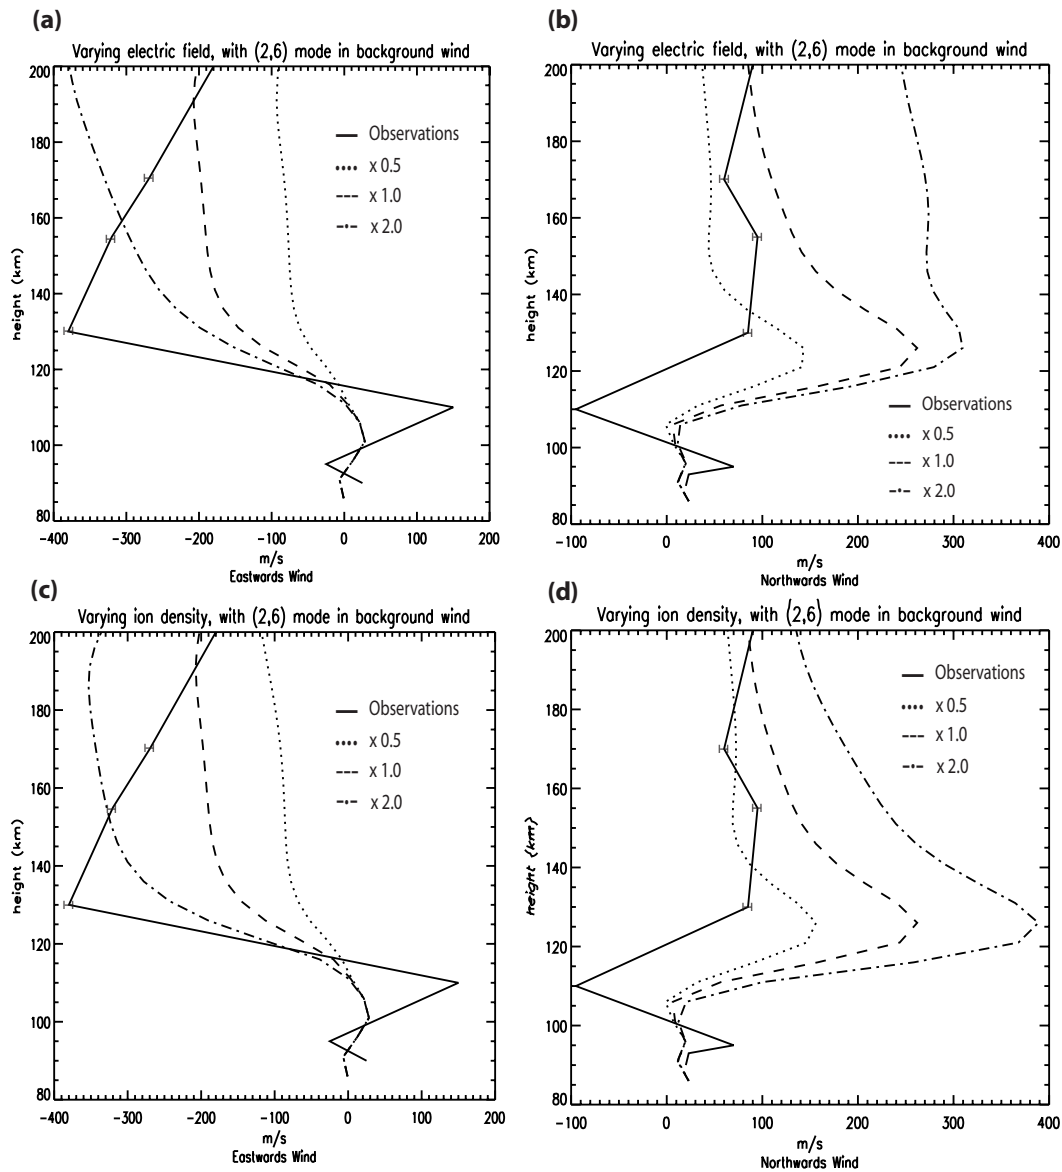 (a)
Varying electric field, with (2,6) mode in background wind
200
180
160
140
120
100
80
height (km)
Observations
x 0.5
x 1.0
x 2.0
-400 -300 -200 -100 0 100 200
m/s
Eastwards Wind
(b)
Varying electric field, with (2,6) mode in background wind
200
180
160
140
120
100
80
height (km)
Observations
x 0.5
x 1.0
x 2.0
-100 0 100 200 300 400
m/s
Northwards Wind
(c)
Varying ion density, with (2,6) mode in background wind
200
180
160
140
120
100
80
height (km)
Observations
x 0.5
x 1.0
x 2.0
-400 -300 -200 -100 0 100 200
m/s
Eastwards Wind
(d)
Varying ion density, with (2,6) mode in background wind
200
180
160
140
120
100
80
height {km}
Observations
x 0.5
x 1.0
x 2.0
-100 0 100 200 300 400
m/s
Northwards Wind